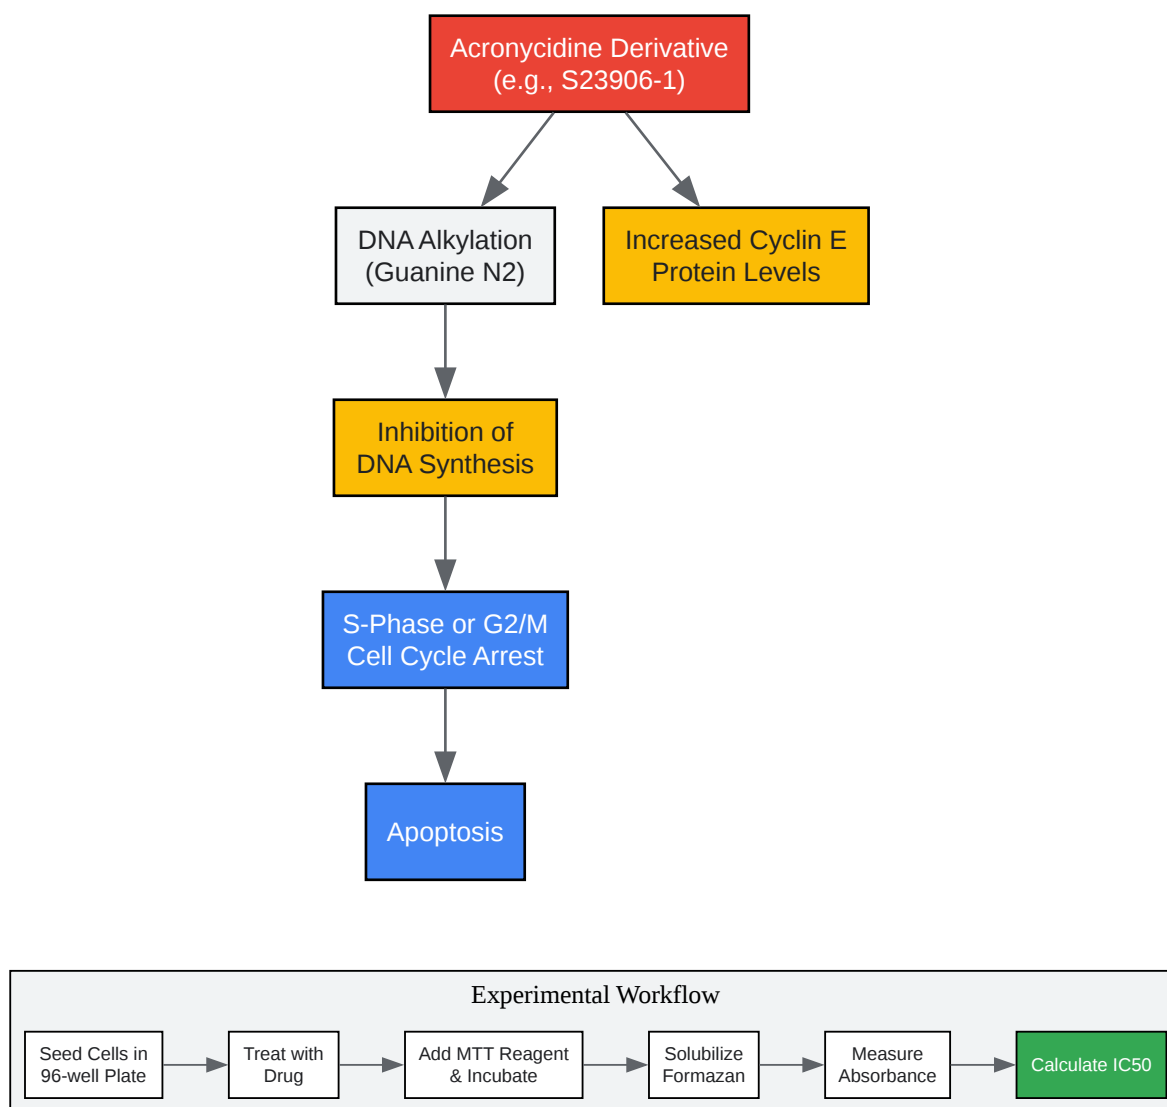 Acronycidine Derivative
(e.g., S23906-1)
DNA Alkylation
(Guanine N2)
Increased Cyclin E
Protein Levels
Inhibition of
DNA Synthesis
S-Phase or G2/M
Cell Cycle Arrest
Apoptosis
Experimental Workflow
Seed Cells in
96-well Plate
Treat with
Drug
Add MTT Reagent
& Incubate
Solubilize
Formazan
Measure
Absorbance
Calculate IC50